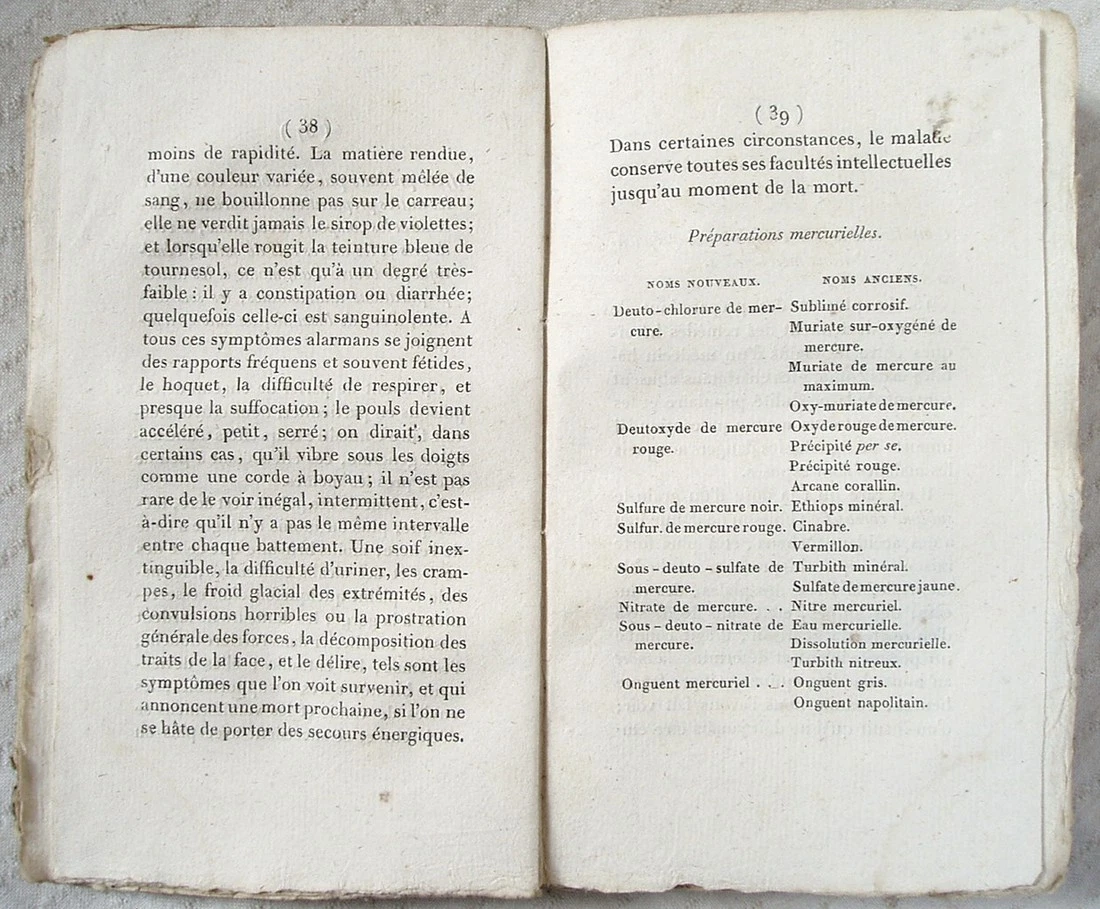 ( 38 )
moins de rapidité. La matière rendue,
d'une couleur variée, souvent mêlée de
sang, ne bouillonne pas sur le carreau;
elle ne verdit jamais le sirop de violettes;
et lorsqu'elle rougit la teinture bleue de
tournesol, ce n'est qu'à un degré très-
faible : il y a constipation ou diarrhée;
quelquefois celle-ci est sanguinolente. A
tous ces symptômes alarmans se joignent
des rapports fréquens et souvent fétides,
le hoquet, la difficulté de respirer, et
presque la suffocation; le pouls devient
accéléré, petit, serré; on dirait, dans
certains cas, qu'il vibre sous les doigts
comme une corde à boyau; il n'est pas
rare de le voir inégal, intermittent, c'est-
à-dire qu'il n'y a pas le même intervalle
entre chaque battement. Une soif inex-
tinguible, la difficulté d'uriner, les cram-
pes, le froid glacial des extrémités, des
convulsions horribles ou la prostration
générale des forces, la décomposition des
traits de la face, et le délire, tels sont les
symptômes que l'on voit survenir, et qui
annoncent une mort prochaine, si l'on ne
se hâte de porter des secours énergiques.
( 39 )
Dans certaines circonstances, le malade
conserve toutes ses facultés intellectuelles
jusqu'au moment de la mort.
Préparations mercurielles.
NOMS NOUVEAUX. NOMS ANCIENS.
Deuto-chlorure de mer- Sublimé corrosif.
cure. Muriate sur-oxygéné de
mercure.
Muriate de mercure au
maximum.
Oxy-muriate de mercure.
Deutoxyde de mercure Oxyde rouge de mercure.
rouge. Précipité per se.
Précipité rouge.
Arcane corallin.
Sulfure de mercure noir. Ethiops minéral.
Sulfur. de mercure rouge. Cinabre.
Vermillon.
Sous-deuto-sulfate de Turbith minéral.
mercure. Sulfate de mercure jaune.
Nitrate de mercure. . . Nitre mercuriel.
Sous-deuto-nitrate de Eau mercurielle.
mercure. Dissolution mercurielle.
Turbith nitreux.
Onguent mercuriel . . . Onguent gris.
Onguent napolitain.